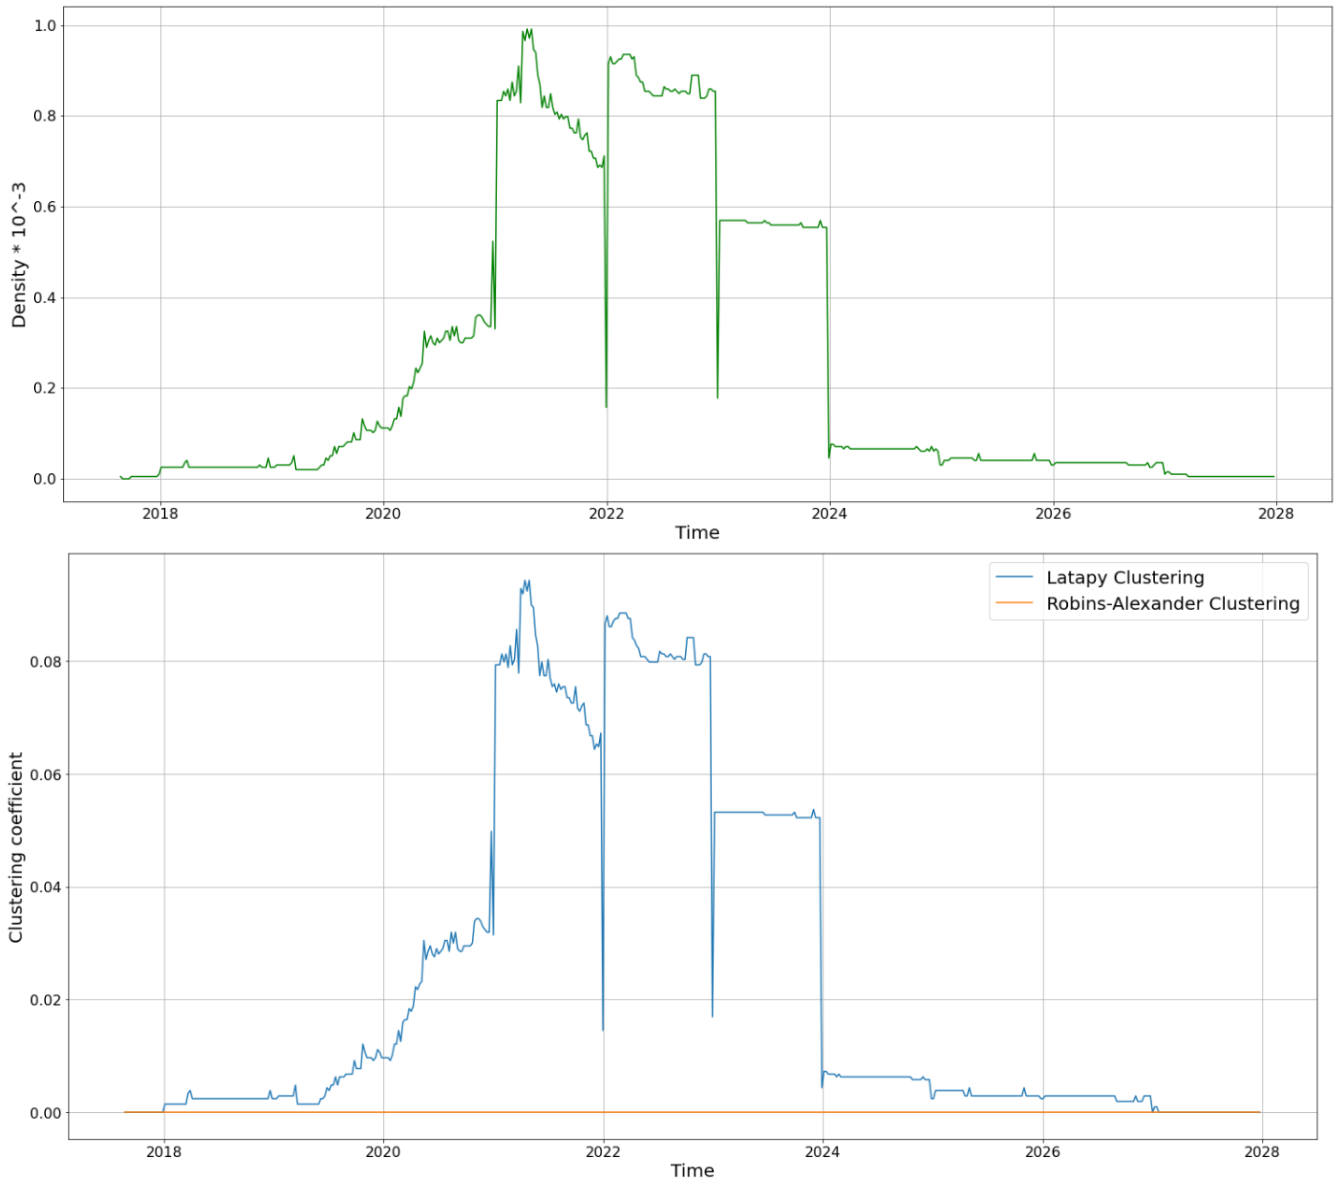 1.0
0.8
0.6
0.4
0.2
0.0
Density * 10^-3
2018 2020 2022 2024 2026 2028
Time
Latapy Clustering
Robins-Alexander Clustering
0.08
0.06
0.04
0.02
0.00
Clustering coefficient
2018 2020 2022 2024 2026 2028
Time